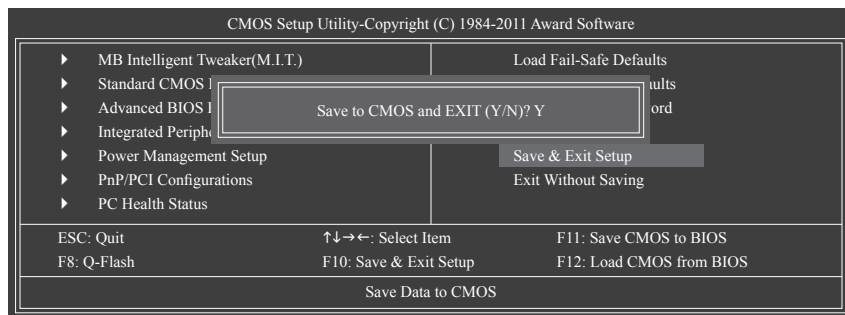 CMOS Setup Utility-Copyright (C) 1984-2011 Award Software
MB Intelligent Tweaker(M.I.T.)
Standard CMOS
Advanced BIOS
Integrated
Power Management Setup
PnP/PCI Configurations
PC Health Status
Load Fail-Safe Defaults
Save & Exit Setup
Exit Without Saving
Save to CMOS and EXIT (Y/N)? Y
ESC: Quit ↑↓→←: Select Item F11: Save CMOS to BIOS
F8: Q-Flash F10: Save & Exit Setup F12: Load CMOS from BIOS
Save Data to CMOS